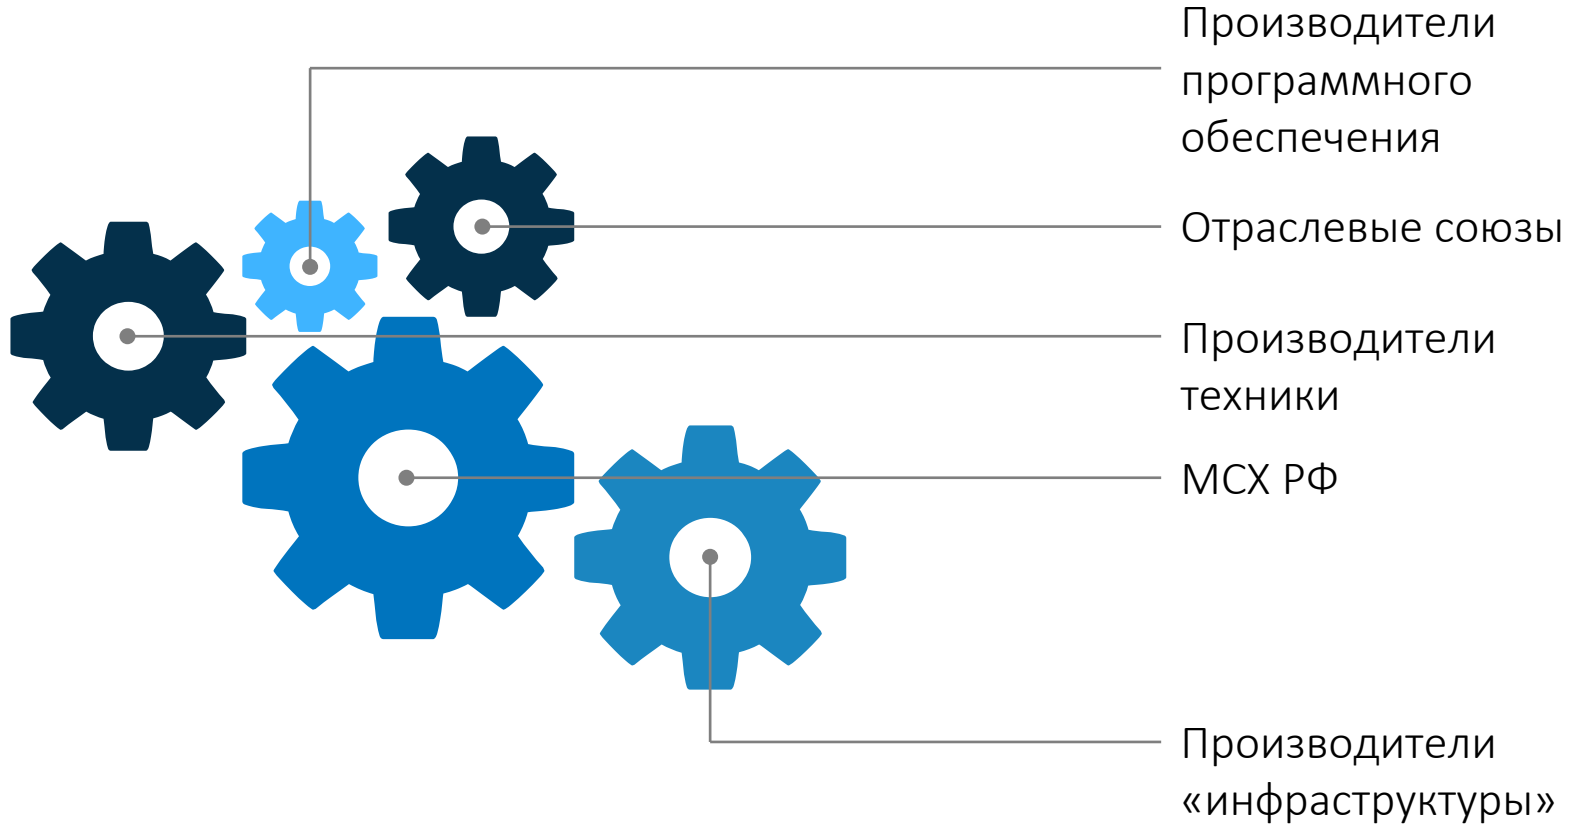 Производители
программного
обеспечения
Отраслевые союзы
Производители
техники
МСХ РФ
Производители
«инфраструктуры»